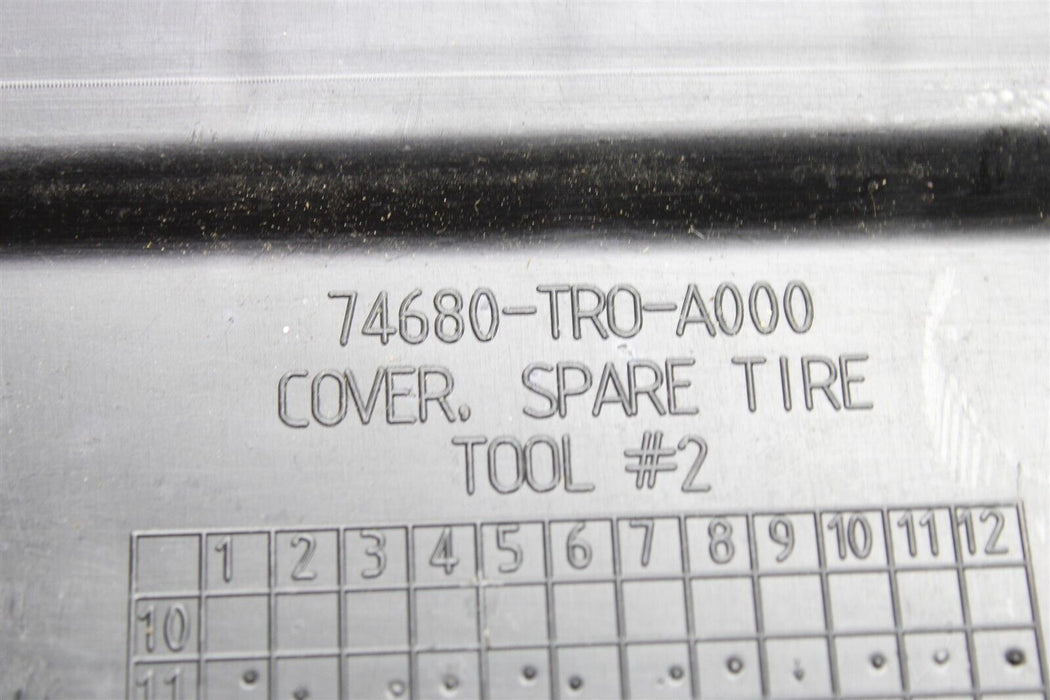 74680-TR0-A000
COVER. SPARE TIRE
TOOL #2
1 2 3 4 5 6 7 8 9 10 11 12
10
11